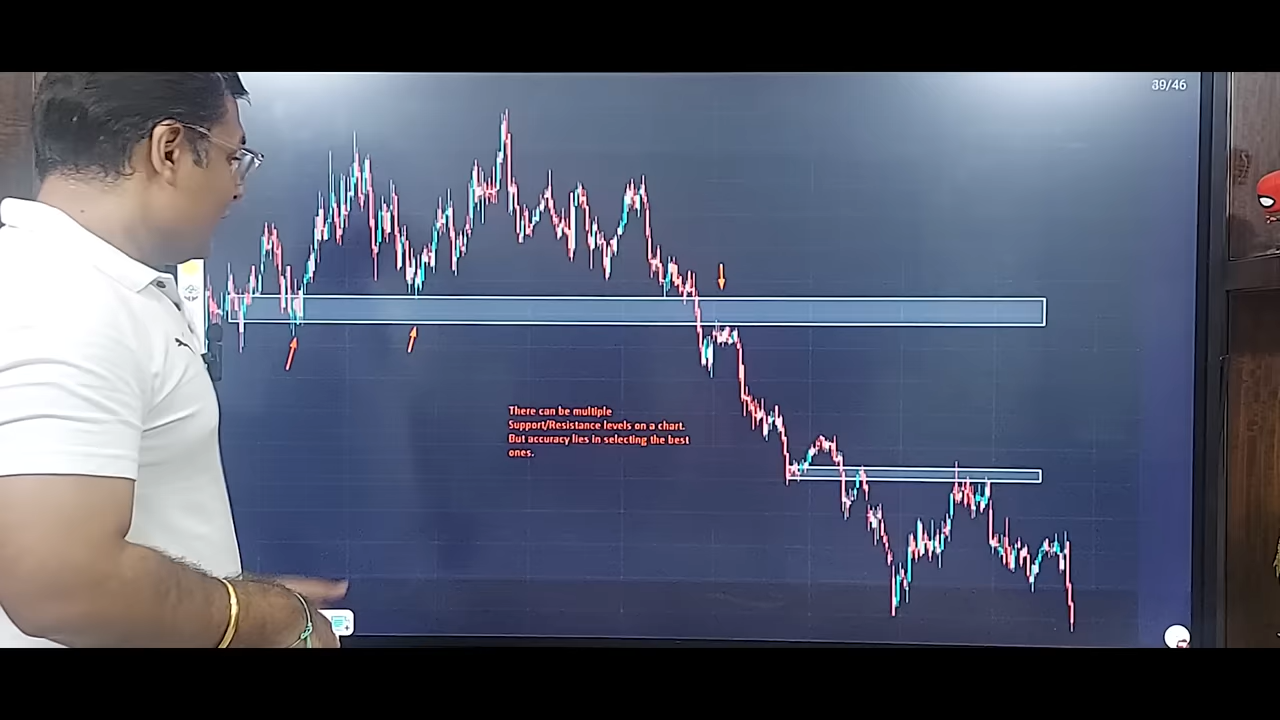 39/46
There can be multiple
Support/Resistance levels on a chart.
But accuracy lies in selecting the best
ones.